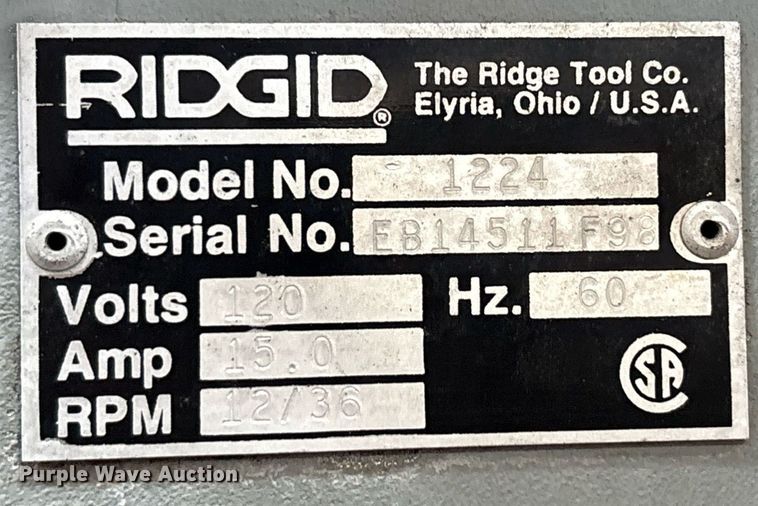 RIDGID®
The Ridge Tool Co.
Elyria, Ohio / U.S.A.
Model No. 1224
Serial No. EB14511F98
Volts 120 Hz. 60
Amp 15.0
RPM 12/36
CSA
Purple Wave Auction